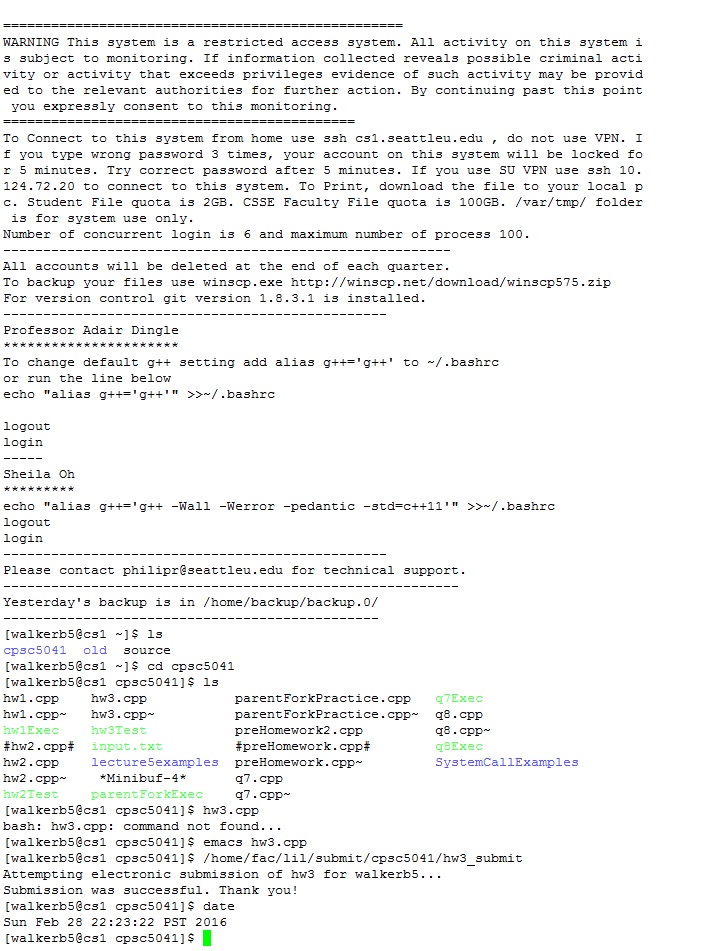 ==================================================
WARNING This system is a restricted access system. All activity on this system i
s subject to monitoring. If information collected reveals possible criminal acti
vity or activity that exceeds privileges evidence of such activity may be provid
ed to the relevant authorities for further action. By continuing past this point
 you expressly consent to this monitoring.
============================================
To Connect to this system from home use ssh cs1.seattleu.edu , do not use VPN. I
f you type wrong password 3 times, your account on this system will be locked fo
r 5 minutes. Try correct password after 5 minutes. If you use SU VPN use ssh 10.
124.72.20 to connect to this system. To Print, download the file to your local p
c. Student File quota is 2GB. CSSE Faculty File quota is 100GB. /var/tmp/ folder
 is for system use only.
Number of concurrent login is 6 and maximum number of process 100.
--------------------------------------------------------
All accounts will be deleted at the end of each quarter.
To backup your files use winscp.exe http://winscp.net/download/winscp575.zip
For version control git version 1.8.3.1 is installed.
------------------------------------------------
Professor Adair Dingle
**********************
To change default g++ setting add alias g++='g++' to ~/.bashrc
or run the line below
echo "alias g++='g++'" >>~/.bashrc

logout
login
-----
Sheila Oh
*********
echo "alias g++='g++ -Wall -Werror -pedantic -std=c++11'" >>~/.bashrc
logout
login
------------------------------------------------
Please contact philipr@seattleu.edu for technical support.
---------------------------------------------------------
Yesterday's backup is in /home/backup/backup.0/
-----------------------------------------------
[walkerb5@cs1 ~]$ ls
cpsc5041  old  source
[walkerb5@cs1 ~]$ cd cpsc5041
[walkerb5@cs1 cpsc5041]$ ls
hw1.cpp    hw3.cpp           parentForkPractice.cpp   q7Exec
hw1.cpp~   hw3.cpp~          parentForkPractice.cpp~  q8.cpp
hw1Exec    hw3Test           preHomework2.cpp         q8.cpp~
#hw2.cpp#  input.txt         #preHomework.cpp#        q8Exec
hw2.cpp    lecture5examples  preHomework.cpp~         SystemCallExamples
hw2.cpp~    *Minibuf-4*      q7.cpp
hw2Test    parentForkExec    q7.cpp~
[walkerb5@cs1 cpsc5041]$ hw3.cpp
bash: hw3.cpp: command not found...
[walkerb5@cs1 cpsc5041]$ emacs hw3.cpp
[walkerb5@cs1 cpsc5041]$ /home/fac/lil/submit/cpsc5041/hw3_submit
Attempting electronic submission of hw3 for walkerb5...
Submission was successful. Thank you!
[walkerb5@cs1 cpsc5041]$ date
Sun Feb 28 22:23:22 PST 2016
[walkerb5@cs1 cpsc5041]$